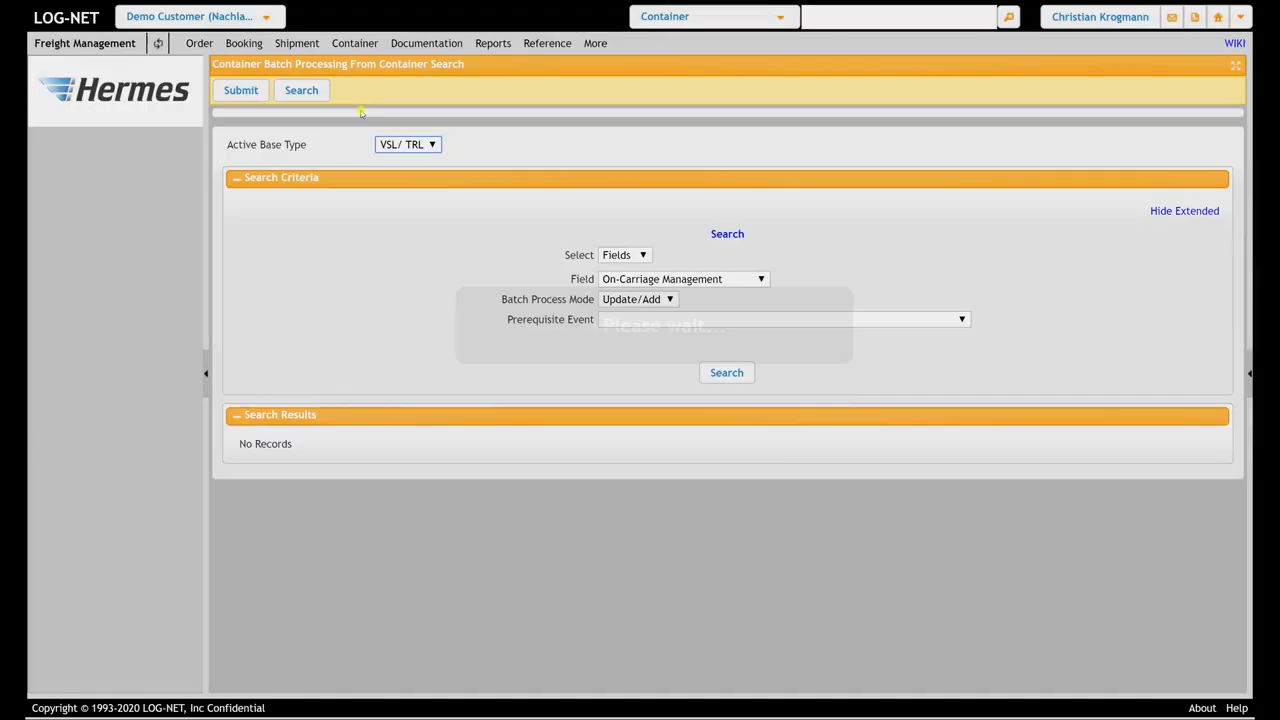 LOG-NET
Demo Customer (Nachla...
Container
Christian Krogmann
Freight Management
Order
Booking
Shipment
Container
Documentation
Reports
Reference
More
WIKI
Hermes
Container Batch Processing From Container Search
Submit
Search
Active Base Type
VSL/ TRL
Search Criteria
Hide Extended
Search
Select
Fields
Field
On-Carriage Management
Batch Process Mode
Update/Add
Prerequisite Event
Please wait...
Search
Search Results
No Records
Copyright © 1993-2020 LOG-NET, Inc Confidential
About
Help